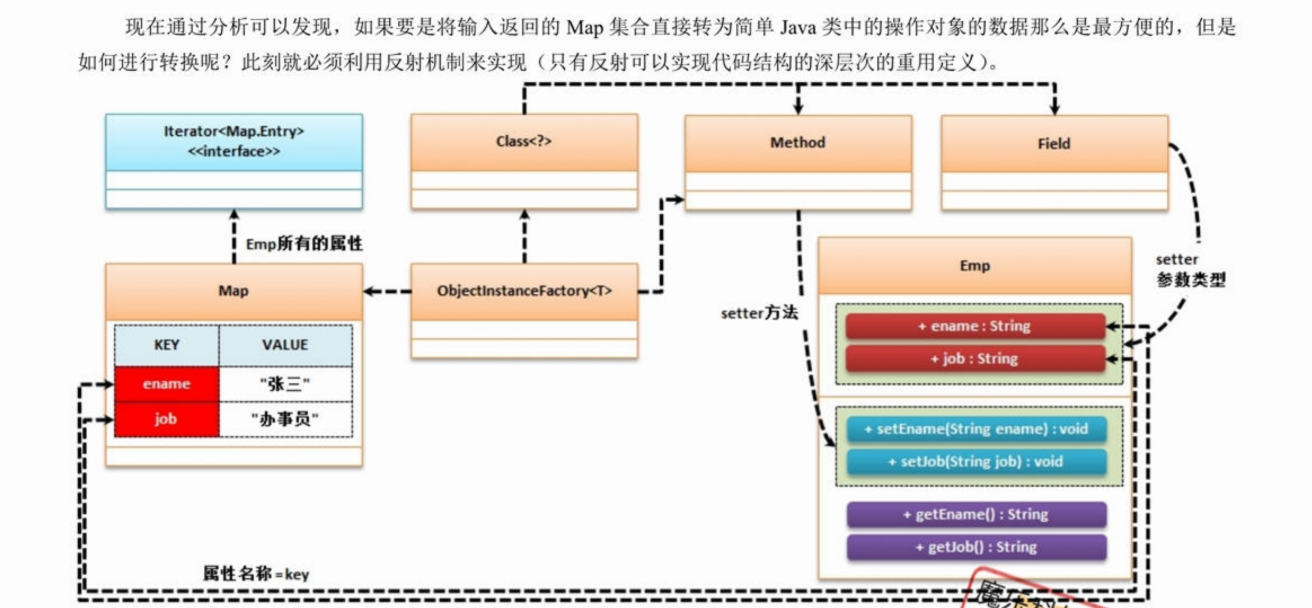 现在通过分析可以发现，如果要是将输入返回的 Map 集合直接转为简单 Java 类中的操作对象的数据那么是最方便的，但是
如何进行转换呢？此刻就必须利用反射机制来实现（只有反射可以实现代码结构的深层次的重用定义）。
Iterator<Map.Entry>
<<interface>>
Class<?>
Method
Field
Emp所有的属性
Map
KEY VALUE
ename "张三"
job "办事员"
ObjectInstanceFactory<T>
setter方法
Emp
+ ename : String
+ job : String
+ setEname(String ename) : void
+ setJob(String job) : void
+ getEname() : String
+ getJob() : String
setter
参数类型
属性名称=key